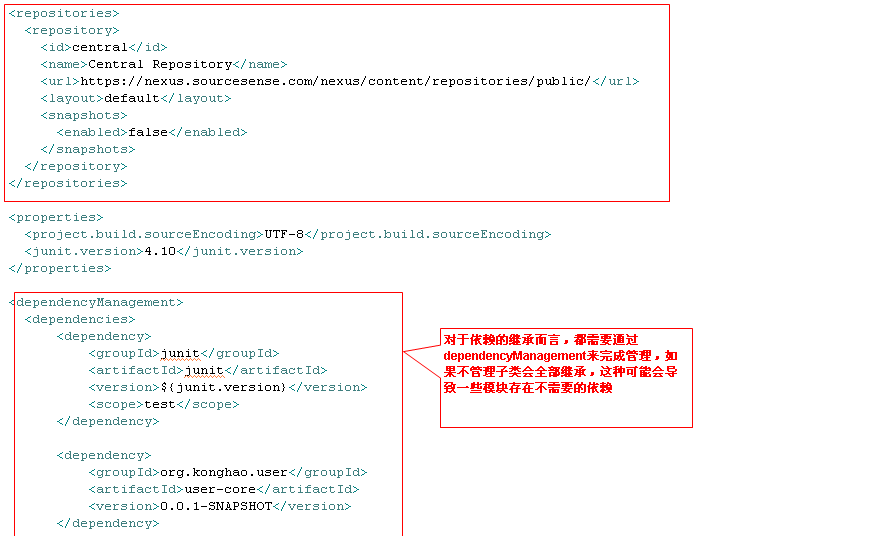 <repositories>
<repository>
<id>central</id>
<name>Central Repository</name>
<url>https://nexus.sourcesense.com/nexus/content/repositories/public/</url>
<layout>default</layout>
<snapshots>
<enabled>false</enabled>
</snapshots>
</repository>
</repositories>
<properties>
<project.build.sourceEncoding>UTF-8</project.build.sourceEncoding>
<junit.version>4.10</junit.version>
</properties>
<dependencyManagement>
<dependencies>
<dependency>
<groupId>junit</groupId>
<artifactId>junit</artifactId>
<version>${junit.version}</version>
<scope>test</scope>
</dependency>
<dependency>
<groupId>org.konghao.user</groupId>
<artifactId>user-core</artifactId>
<version>0.0.1-SNAPSHOT</version>
</dependency>
对于依赖的继承而言，都需要通过
dependencyManagement来完成管理，如
果不管理子类会全部继承，这种可能会导
致一些模块存在不需要的依赖